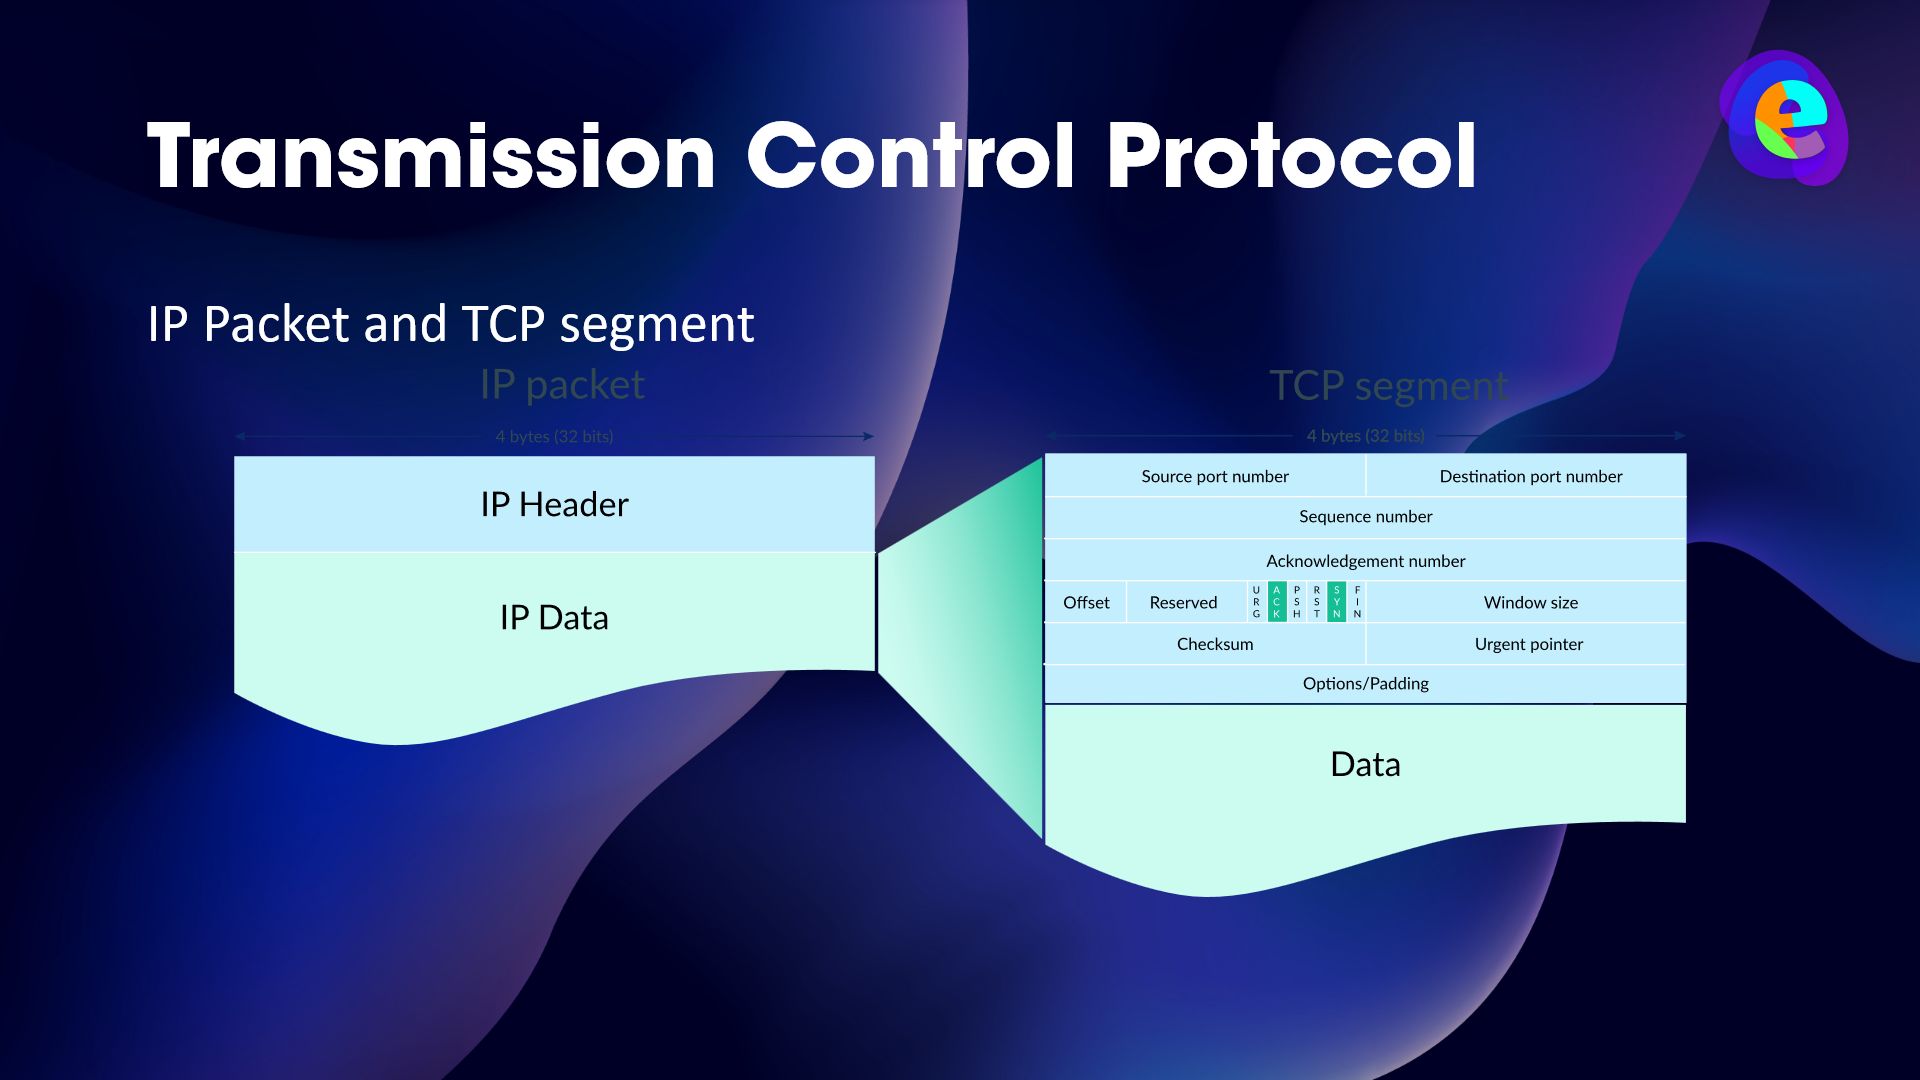 Transmission Control Protocol
IP Packet and TCP segment
IP packet
4 bytes (32 bits)
IP Header
IP Data
TCP segment
4 bytes (32 bits)
Source port number
Destination port number
Sequence number
Acknowledgement number
Offset
Reserved
URG
ACK
PSH
RST
SYN
FIN
Window size
Checksum
Urgent pointer
Options/Padding
Data
e